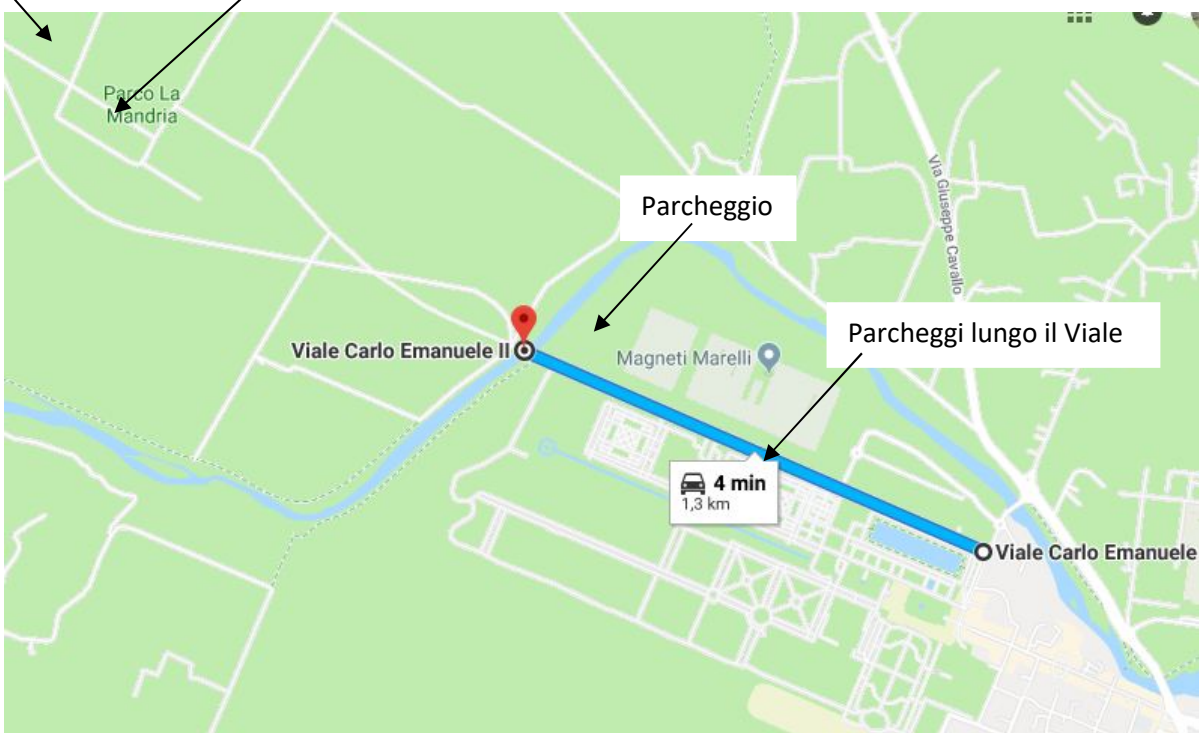 Parco La
Mandria
Via Giuseppe Cavallo
Parcheggio
Parcheggi lungo il Viale
Viale Carlo Emanuele II
Magneti Marelli
4 min
1,3 km
Viale Carlo Emanuele